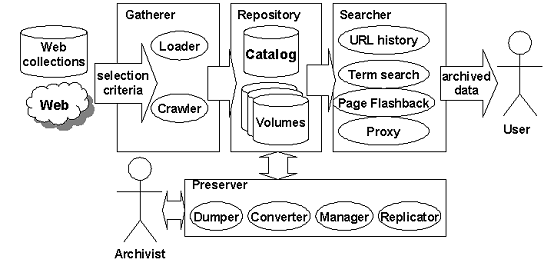 Gatherer
Repository
Searcher
Web
collections
Web
selection
criteria
Loader
Crawler
Catalog
Volumes
URL history
Term search
Page Flashback
Proxy
archived
data
User
Preserver
Dumper
Converter
Manager
Replicator
Archivist